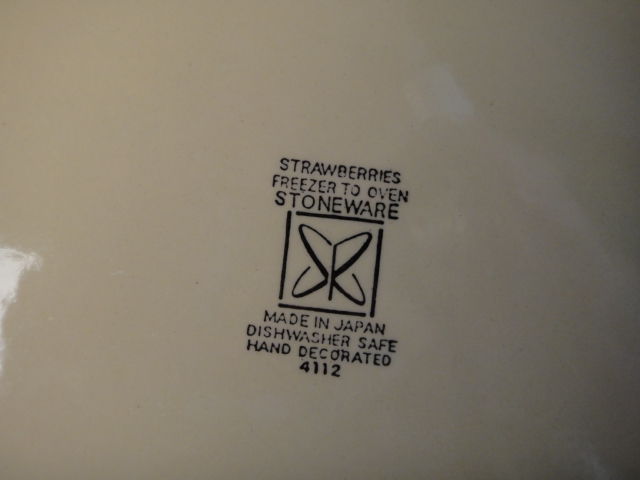 STRAWBERRIES
FREEZER TO OVEN
STONEWARE
MADE IN JAPAN
DISHWASHER SAFE
HAND DECORATED
4112